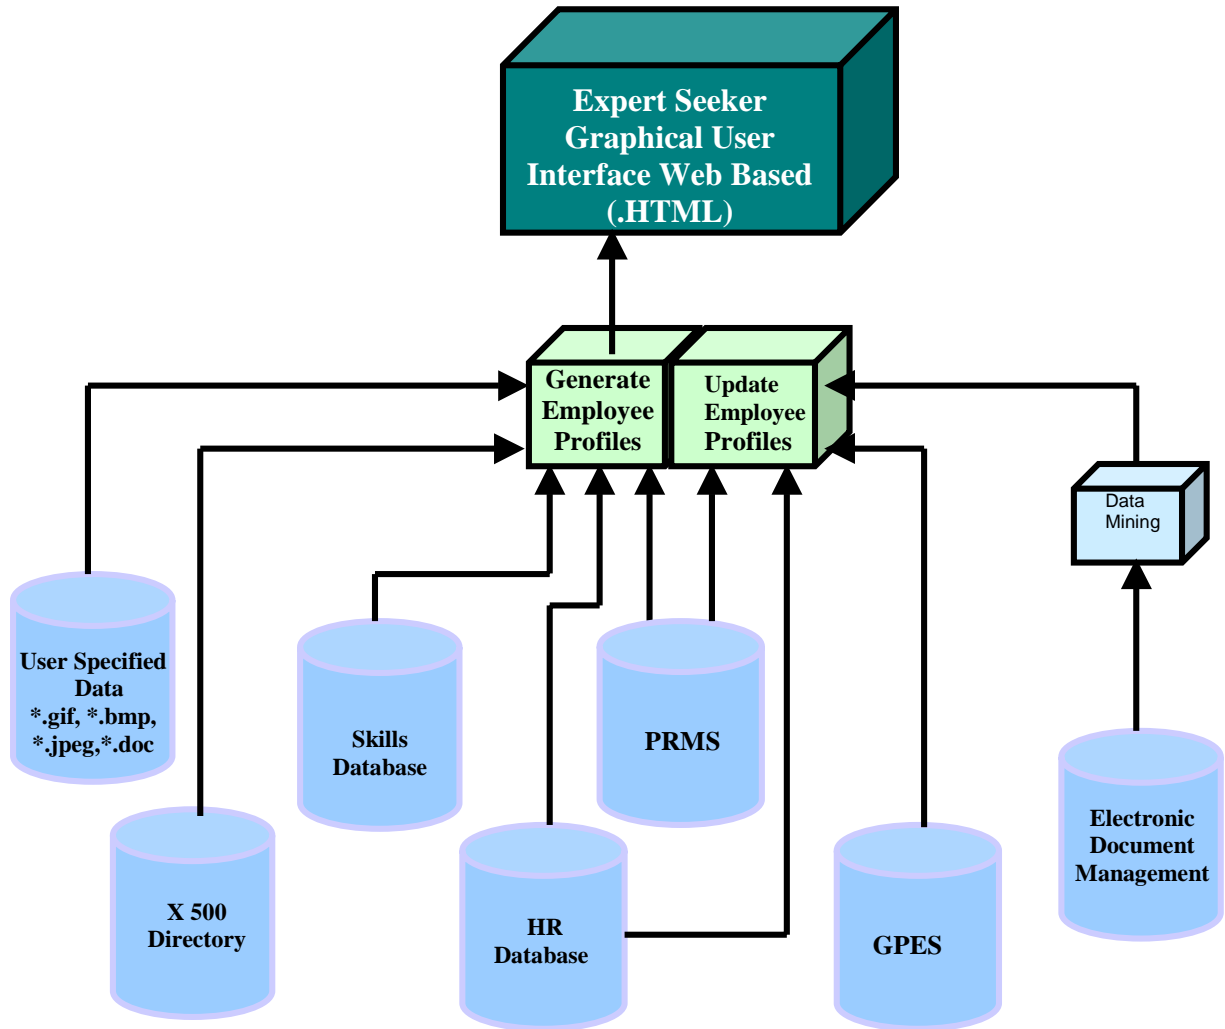 Expert Seeker
Graphical User
Interface Web Based
(.HTML)
Generate
Employee
Profiles
Update
Employee
Profiles
Data
Mining
User Specified
Data
*.gif, *.bmp,
*.jpeg,*.doc
Skills
Database
PRMS
Electronic
Document
Management
X 500
Directory
HR
Database
GPES